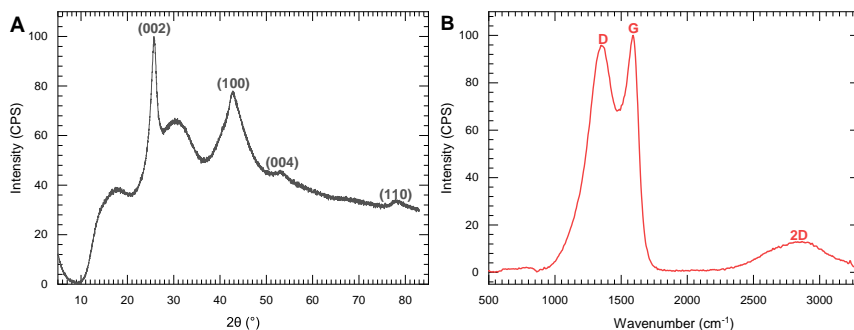 A
(002)
(100)
(004)
(110)
Intensity (CPS)
100
80
60
40
20
0
10 20 30 40 50 60 70 80
2θ (°)
B
D
G
2D
Intensity (CPS)
100
80
60
40
20
0
500 1000 1500 2000 2500 3000
Wavenumber (cm⁻¹)